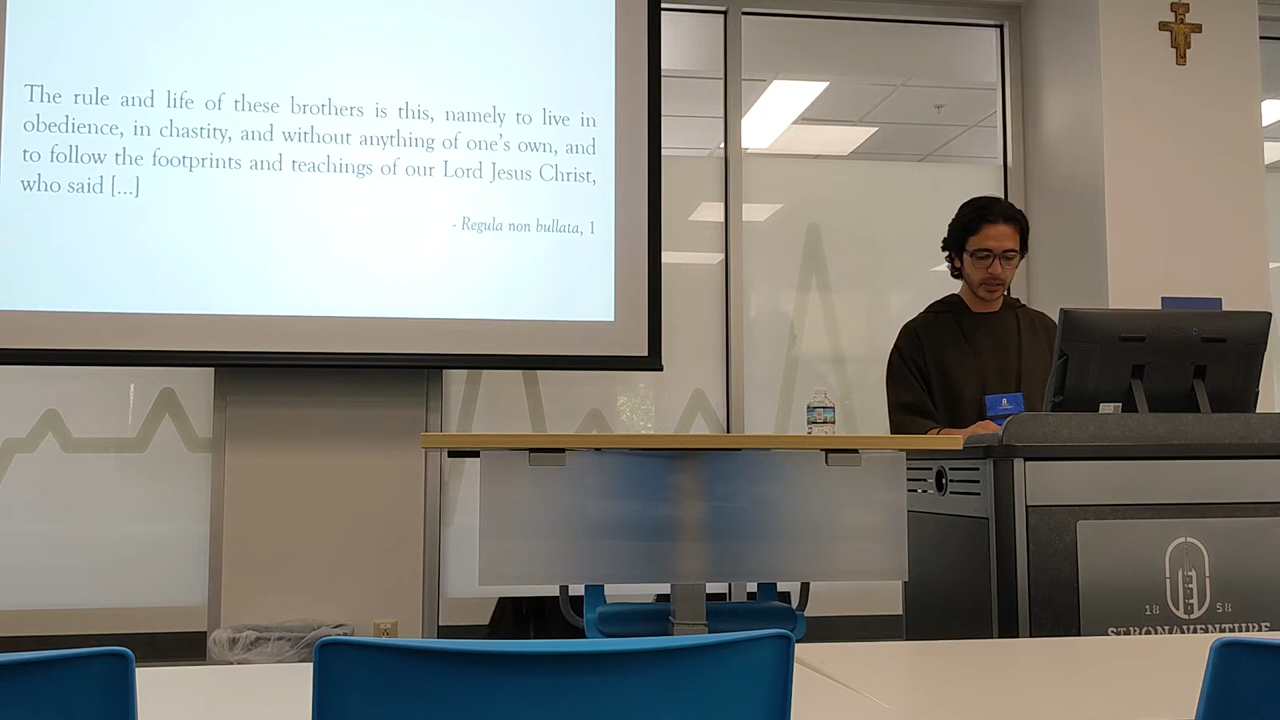 The rule and life of these brothers is this, namely to live in
obedience, in chastity, and without anything of one's own, and
to follow the footprints and teachings of our Lord Jesus Christ,
who said [...]
- Regula non bullata, 1
18 58
ST.BONAVENTURE